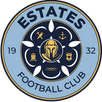 ESTATES
19 32
FOOTBALL CLUB